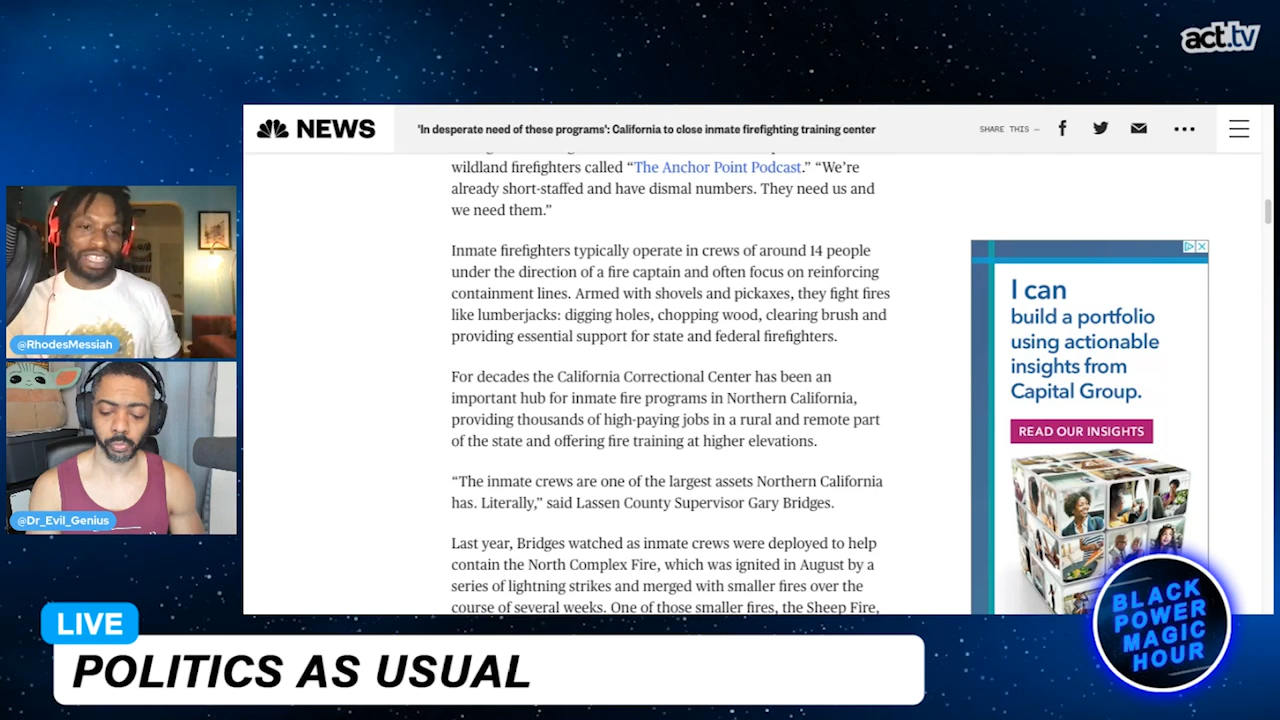 act.tv
NEWS
'In desperate need of these programs': California to close inmate firefighting training center
SHARE THIS —
wildland firefighters called “The Anchor Point Podcast.” “We’re
already short-staffed and have dismal numbers. They need us and
we need them.”
Inmate firefighters typically operate in crews of around 14 people
under the direction of a fire captain and often focus on reinforcing
containment lines. Armed with shovels and pickaxes, they fight fires
like lumberjacks: digging holes, chopping wood, clearing brush and
providing essential support for state and federal firefighters.
For decades the California Correctional Center has been an
important hub for inmate fire programs in Northern California,
providing thousands of high-paying jobs in a rural and remote part
of the state and offering fire training at higher elevations.
“The inmate crews are one of the largest assets Northern California
has. Literally,” said Lassen County Supervisor Gary Bridges.
Last year, Bridges watched as inmate crews were deployed to help
contain the North Complex Fire, which was ignited in August by a
series of lightning strikes and merged with smaller fires over the
course of several weeks. One of those smaller fires, the Sheep Fire,
I can
build a portfolio
using actionable
insights from
Capital Group.
READ OUR INSIGHTS
@RhodesMessiah
@Dr_Evil_Genius
LIVE
POLITICS AS USUAL
BLACK
POWER
MAGIC
HOUR